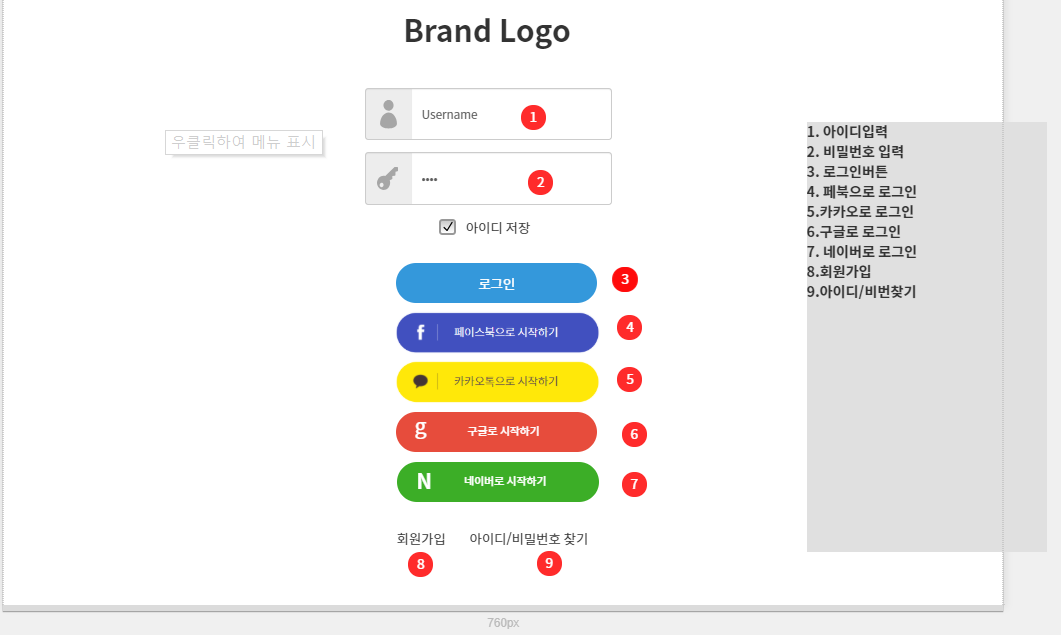 Brand Logo
Username
1
우클릭하여 메뉴 표시
••••
2
아이디 저장
로그인
3
f
페이스북으로 시작하기
4
카카오톡으로 시작하기
5
g
구글로 시작하기
6
N
네이버로 시작하기
7
회원가입
아이디/비밀번호 찾기
8
9
1. 아이디입력
2. 비밀번호 입력
3. 로그인버튼
4. 페북으로 로그인
5.카카오로 로그인
6.구글로 로그인
7. 네이버로 로그인
8.회원가입
9.아이디/비번찾기
760px